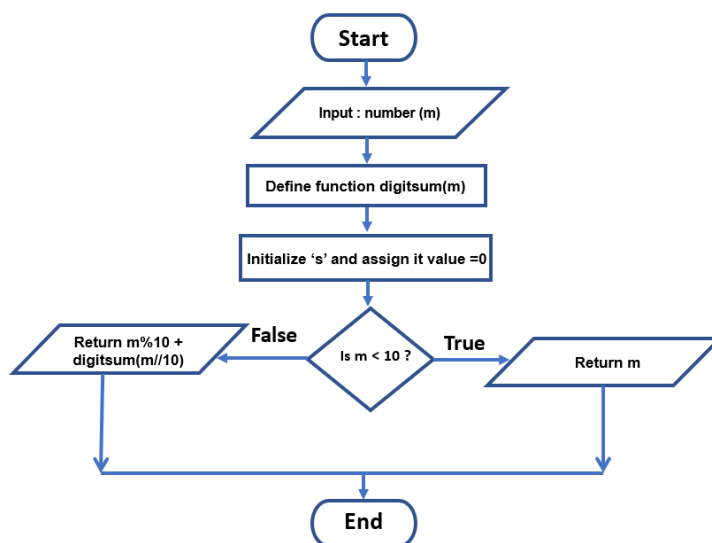 Start
Input : number (m)
Define function digitsum(m)
Initialize ‘s’ and assign it value =0
Is m < 10 ?
False
True
Return m%10 +
digitsum(m//10)
Return m
End